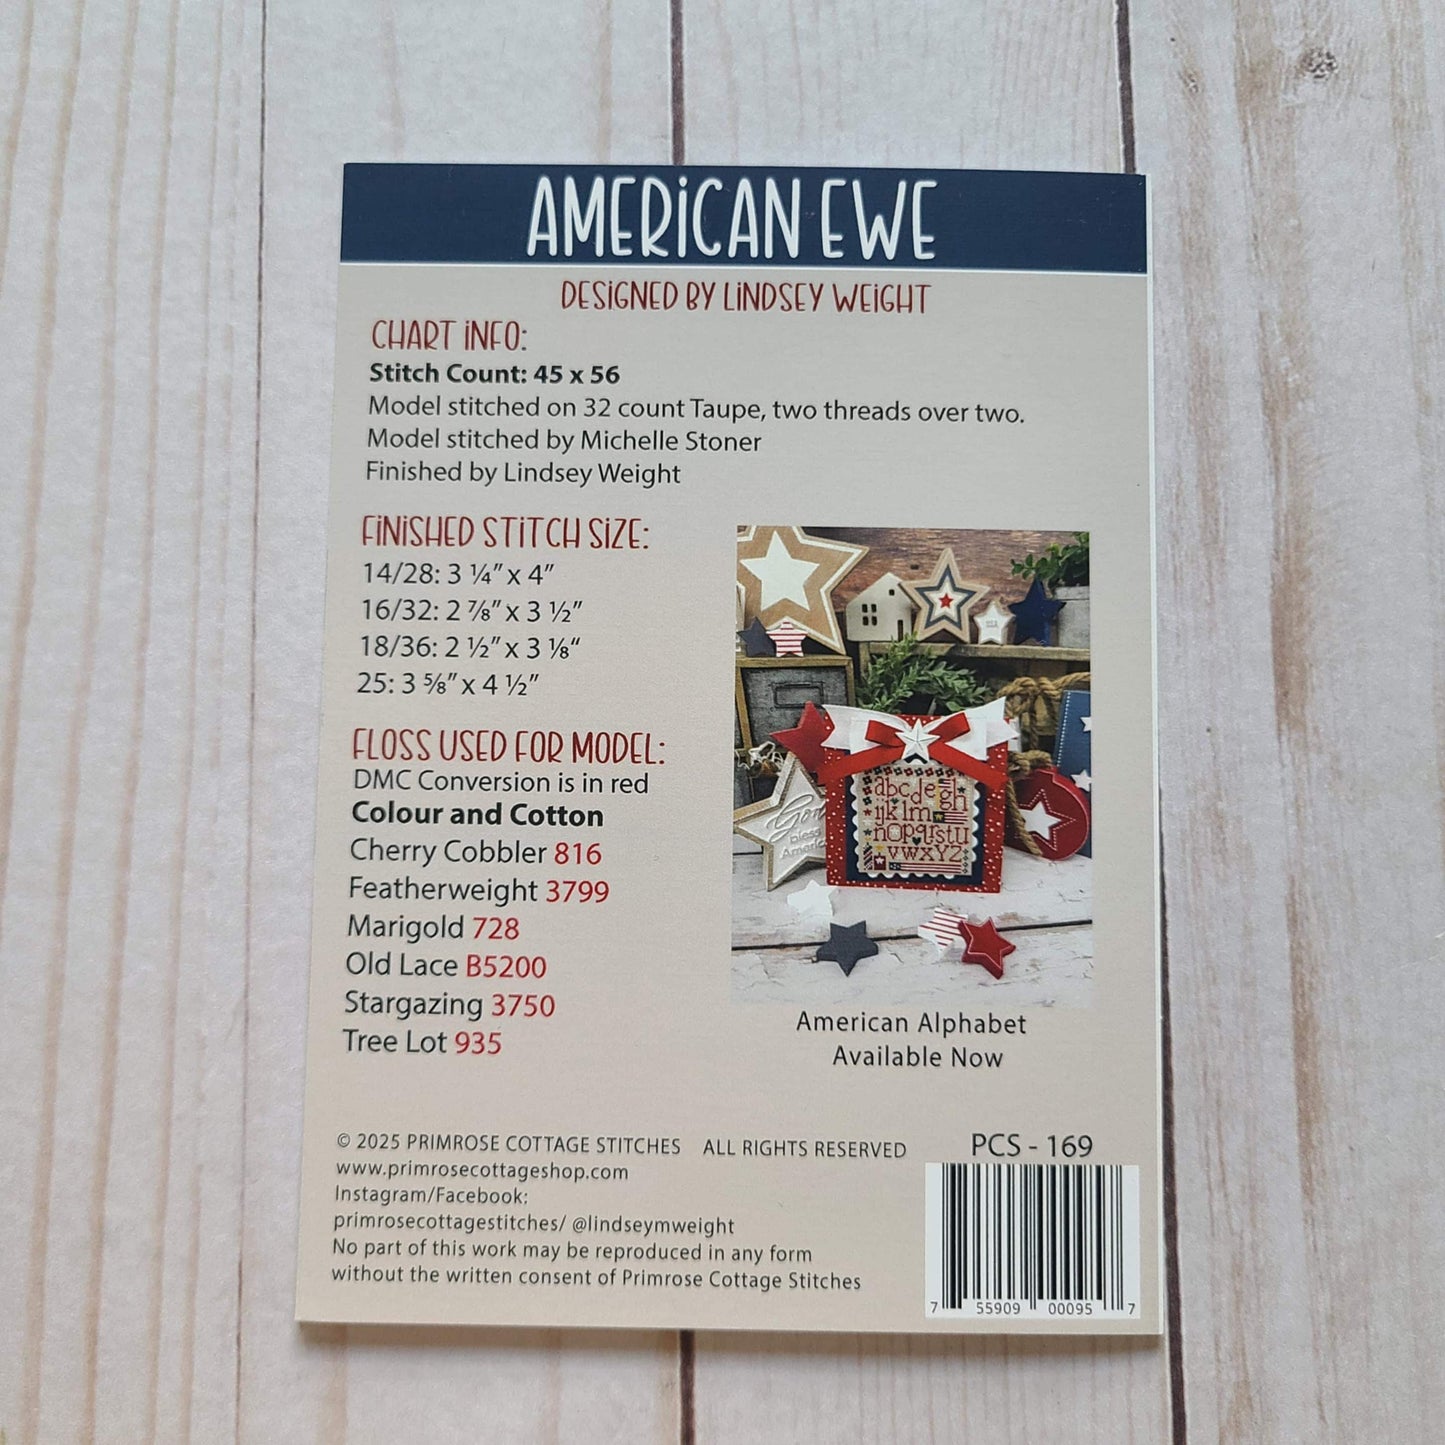 AMERiCAN EWE
DESiGNED BY LiNDSEY WEiGHT
CHART iNFO:
Stitch Count: 45 x 56
Model stitched on 32 count Taupe, two threads over two.
Model stitched by Michelle Stoner
Finished by Lindsey Weight
FiNiSHED STiTCH SiZE:
14/28: 3 ¼” x 4”
16/32: 2 ⅞” x 3 ½”
18/36: 2 ½” x 3 ⅛“
25: 3 ⅝” x 4 ½”
FLOSS USED FOR MODEL:
DMC Conversion is in red
Colour and Cotton
Cherry Cobbler 816
Featherweight 3799
Marigold 728
Old Lace B5200
Stargazing 3750
Tree Lot 935
God
bless
America
abcdefgh
ijklm
nopqrstu
vwxyz
American Alphabet
Available Now
© 2025 PRIMROSE COTTAGE STITCHES ALL RIGHTS RESERVED
www.primrosecottageshop.com
Instagram/Facebook:
primrosecottagestitches/ @lindseymweight
No part of this work may be reproduced in any form
without the written consent of Primrose Cottage Stitches
PCS - 169
7 55909 00095 7